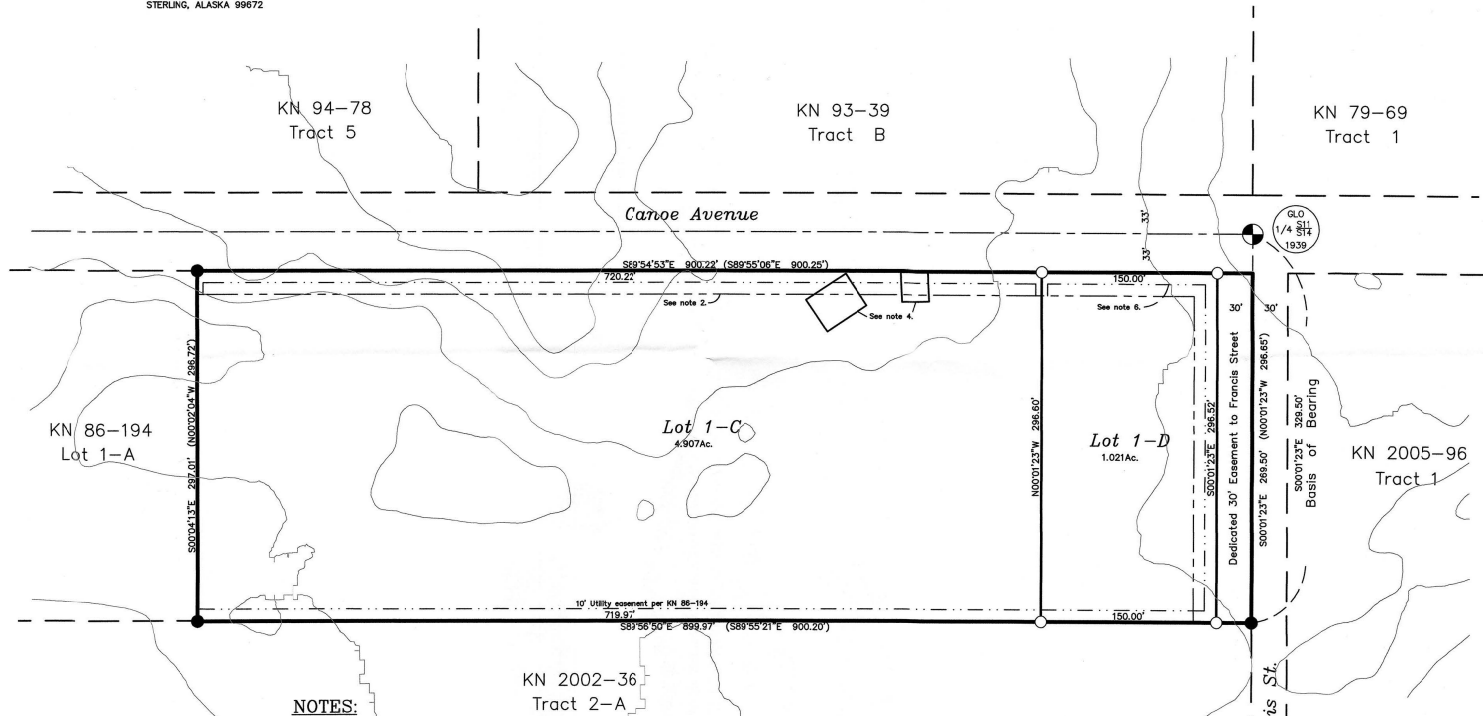 STERLING, ALASKA 99672
KN 94-78
Tract 5
KN 93-39
Tract B
KN 79-69
Tract 1
Canoe Avenue
33'
33'
GLO
1/4 S11
S14
1939
S89°54'53"E 900.22' (S89°55'06"E 900.25')
720.22'
150.00'
See note 2.
See note 4.
See note 6.
30'
30'
S00°04'13"E 297.01' (N00°02'04"W 296.72')
KN 86-194
Lot 1-A
Lot 1-C
4.907Ac.
N00°01'23"W 296.60'
Lot 1-D
1.021Ac.
S00°01'23"E 296.52'
Dedicated 30' Easement to Francis Street
S00°01'23"E 269.50' (N00°01'23"W 296.65')
S00°01'23"E 329.50'
Basis of Bearing
KN 2005-96
Tract 1
10' Utility easement per KN 86-194
719.97'
150.00'
S89°56'50"E 899.97' (S89°55'21"E 900.20')
KN 2002-36
Tract 2-A
NOTES:
is St.